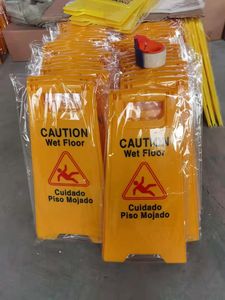 CAUTION
Wet Floor
Cuidado
Piso Mojado
CAUTION
Wet Floor
Cuidado
Piso Mojado